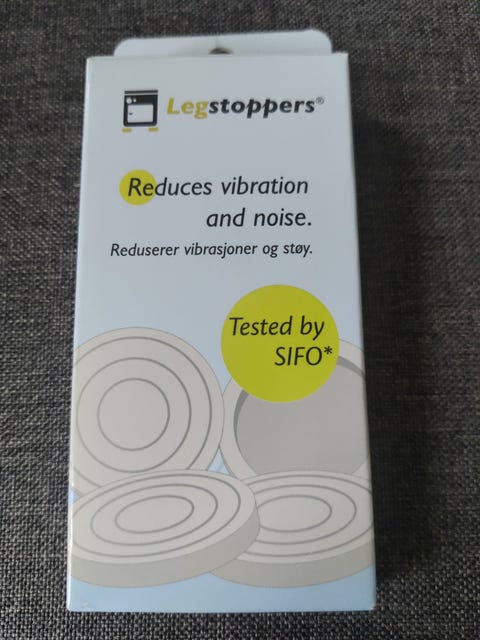 Legstoppers®
Reduces vibration
and noise.
Reduserer vibrasjoner og støy.
Tested by
SIFO*